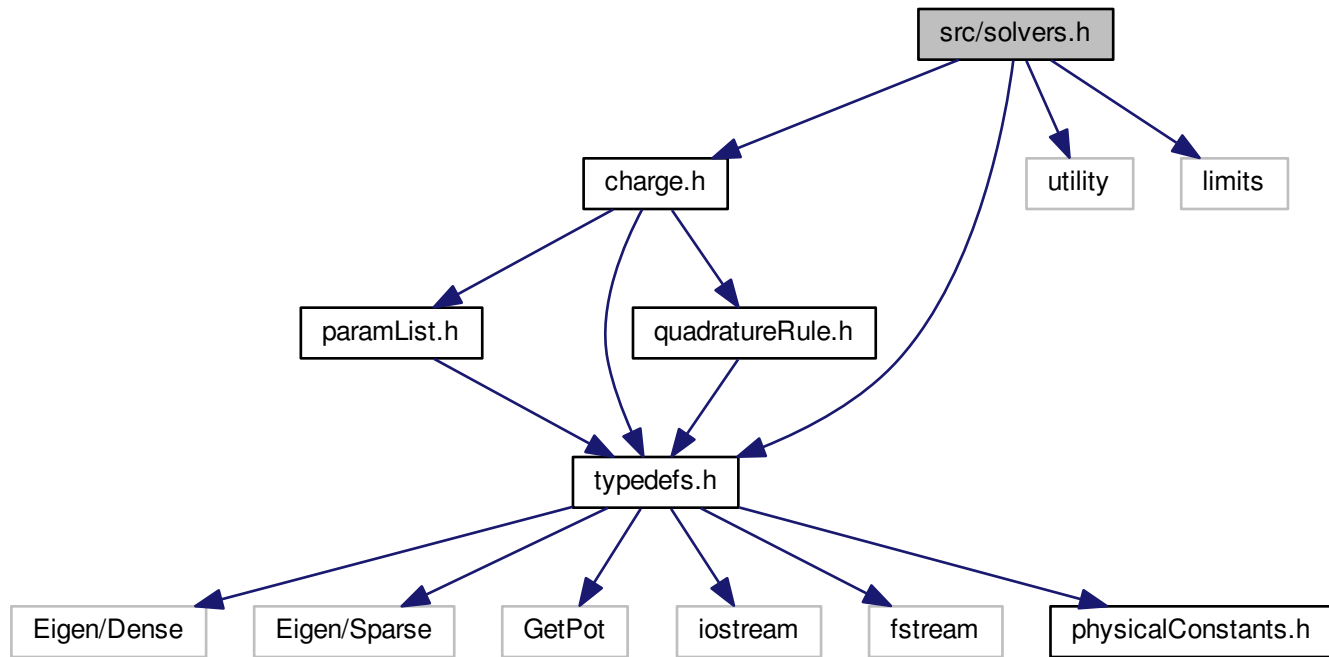 src/solvers.h
charge.h
utility
limits
paramList.h
quadratureRule.h
typedefs.h
Eigen/Dense
Eigen/Sparse
GetPot
iostream
fstream
physicalConstants.h